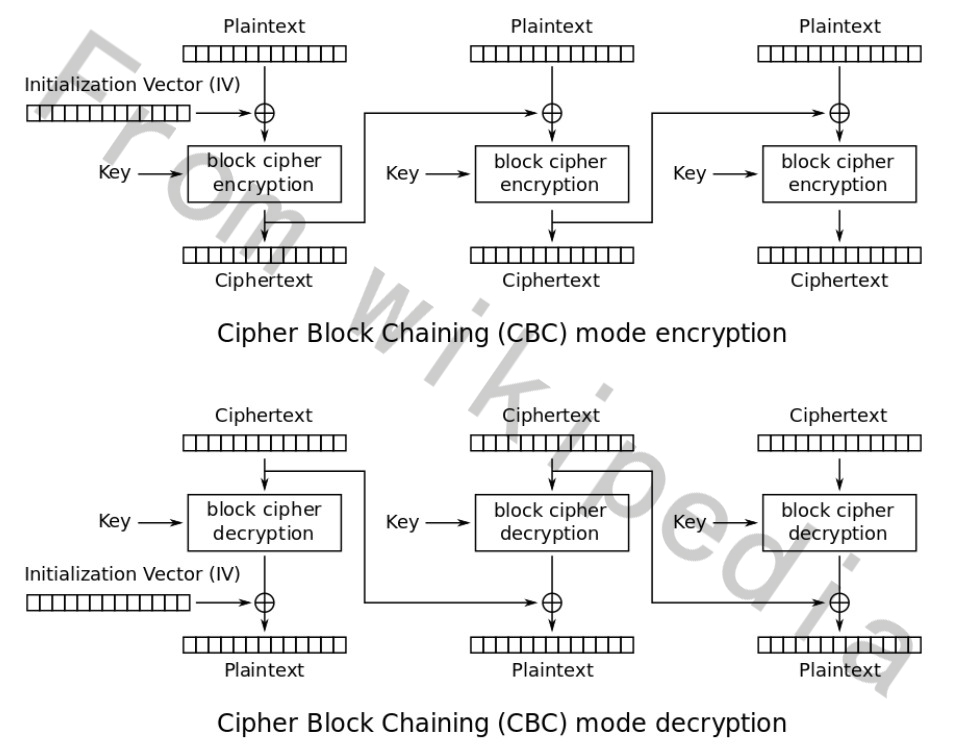 Plaintext Plaintext Plaintext
Initialization Vector (IV)
Key block cipher encryption Key block cipher encryption Key block cipher encryption
Ciphertext Ciphertext Ciphertext
Cipher Block Chaining (CBC) mode encryption
Ciphertext Ciphertext Ciphertext
Key block cipher decryption Key block cipher decryption Key block cipher decryption
Initialization Vector (IV)
Plaintext Plaintext Plaintext
Cipher Block Chaining (CBC) mode decryption
From wikipedia